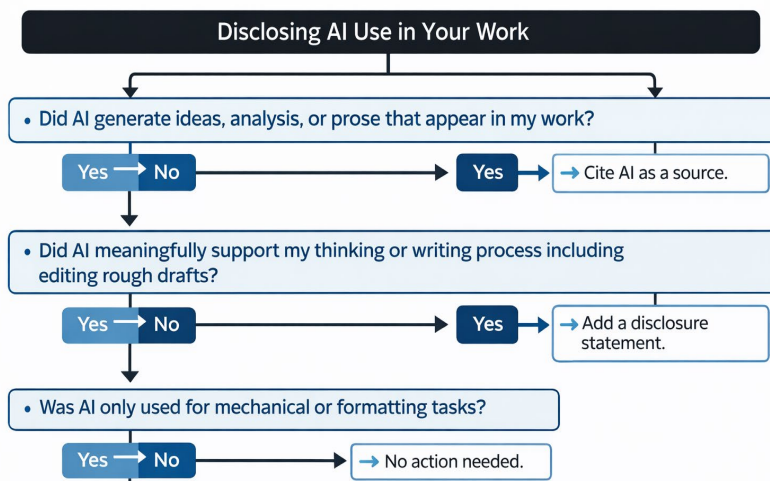 Disclosing AI Use in Your Work
• Did AI generate ideas, analysis, or prose that appear in my work?
Yes → No Yes → Cite AI as a source.
• Did AI meaningfully support my thinking or writing process including
editing rough drafts?
Yes → No Yes → Add a disclosure
statement.
• Was AI only used for mechanical or formatting tasks?
Yes → No → No action needed.